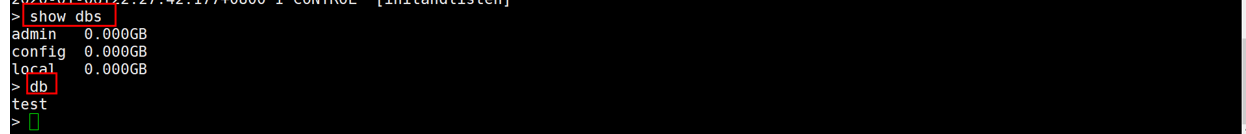 > show dbs
admin   0.000GB
config  0.000GB
local   0.000GB
> db
test
>